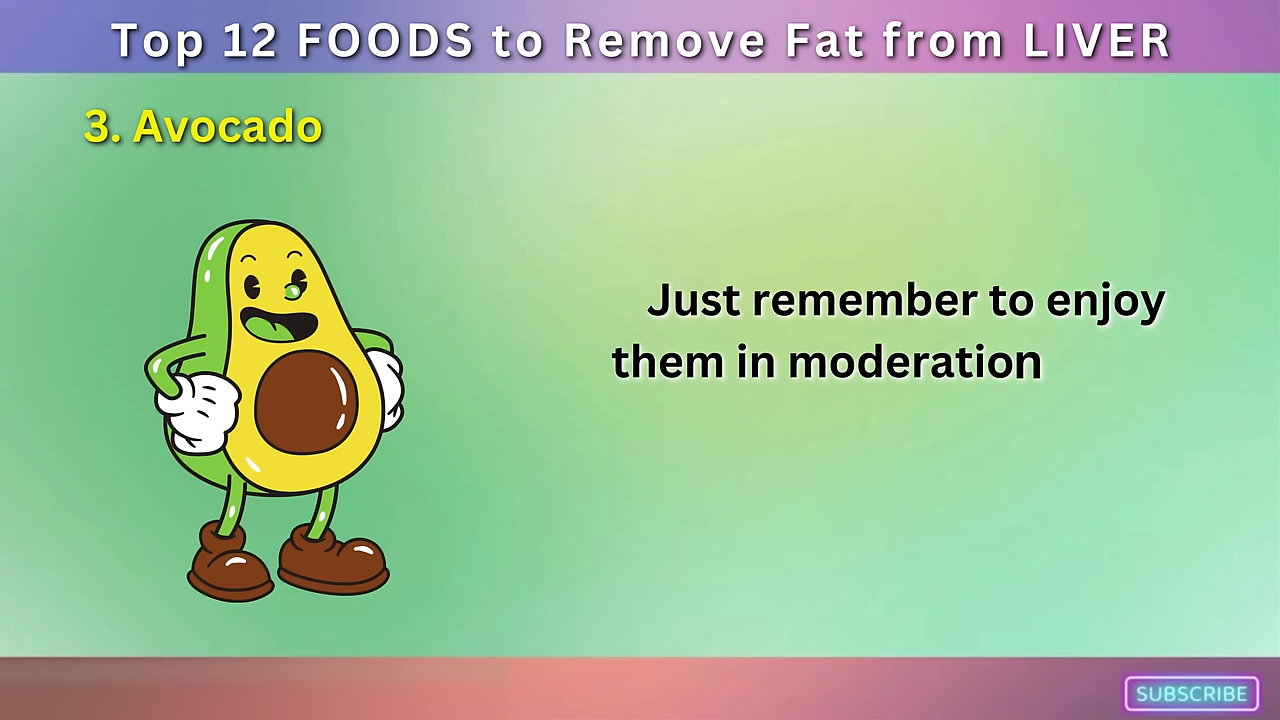 Top 12 FOODS to Remove Fat from LIVER
3. Avocado
Just remember to enjoy
them in moderation
SUBSCRIBE